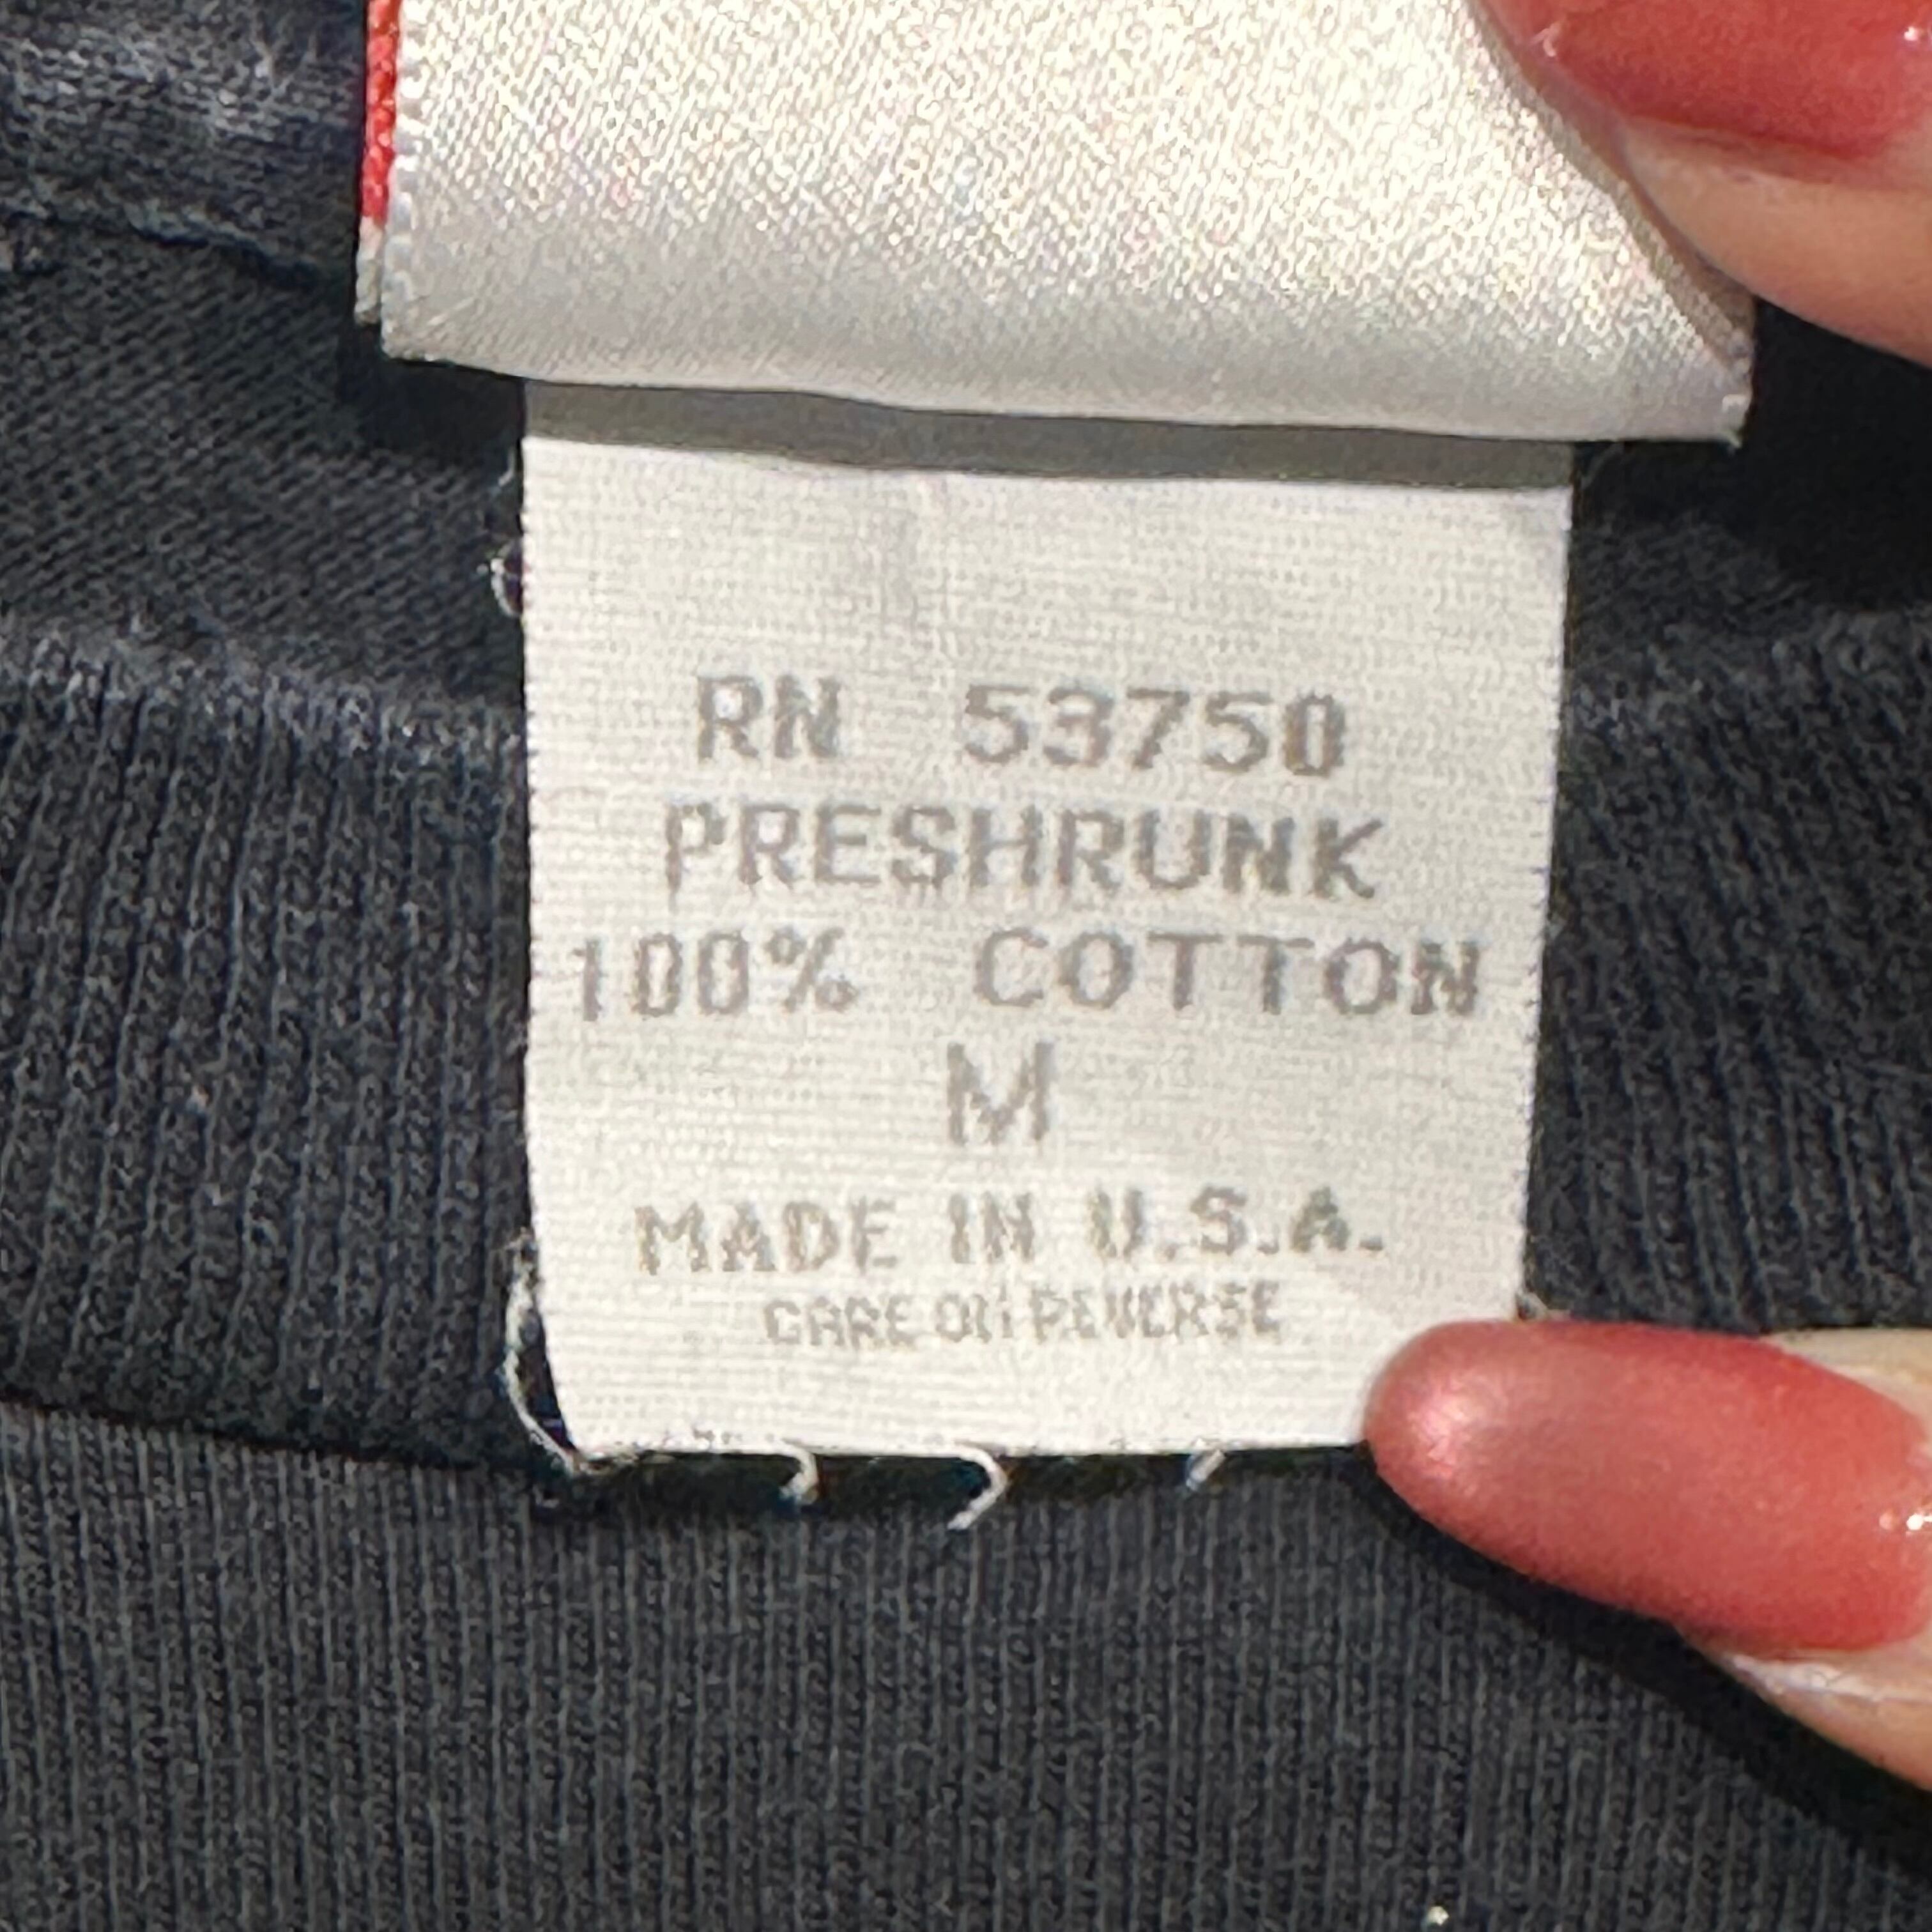 RN 53750
PRESHRUNK
100% COTTON
M
MADE IN U.S.A.
CARE ON REVERSE